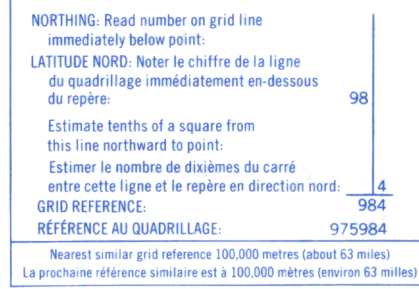 NORTHING: Read number on grid line
immediately below point:
LATITUDE NORD: Noter le chiffre de la ligne
du quadrillage immédiatement en-dessous
du repère: 98
Estimate tenths of a square from
this line northward to point:
Estimer le nombre de dixièmes du carré
entre cette ligne et le repère en direction nord: 4
GRID REFERENCE: 984
RÉFÉRENCE AU QUADRILLAGE: 975984
Nearest similar grid reference 100,000 metres (about 63 miles)
La prochaine référence similaire est à 100,000 mètres (environ 63 milles)